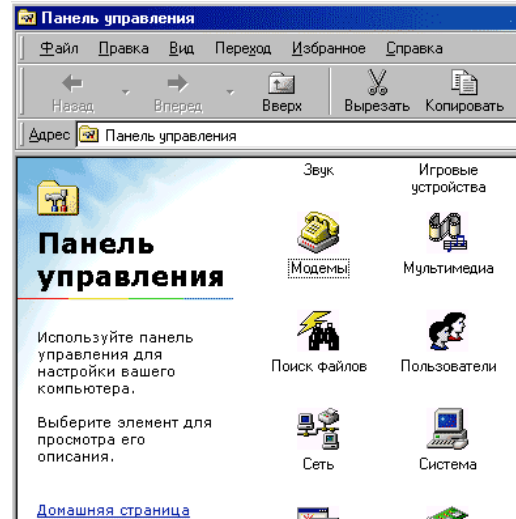 Панель управления
Файл Правка Вид Переход Избранное Справка
Назад Вперед Вверх Вырезать Копировать
Адрес Панель управления
Звук Игровые устройства
Панель
управления
Модемы Мультимедиа
Используйте панель
управления для
настройки вашего
компьютера.
Поиск файлов Пользователи
Выберите элемент для
просмотра его
описания.
Сеть Система
Домашняя страница